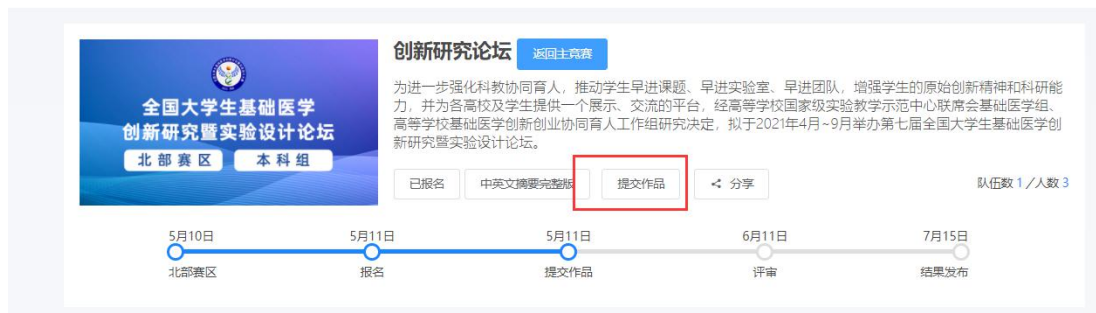 全国大学生基础医学
创新研究暨实验设计论坛
北部赛区 本科组
创新研究论坛 返回主竞赛
为进一步强化科教协同育人，推动学生早进课题、早进实验室、早进团队，增强学生的原始创新精神和科研能
力，并为各高校及学生提供一个展示、交流的平台，经高等学校国家级实验教学示范中心联席会基础医学组、
高等学校基础医学创新创业协同育人工作组研究决定，拟于2021年4月~9月举办第七届全国大学生基础医学创
新研究暨实验设计论坛。
已报名 中英文摘要完整版 提交作品 分享 队伍数 1 / 人数 3
5月10日 5月11日 5月11日 6月11日 7月15日
北部赛区 报名 提交作品 评审 结果发布